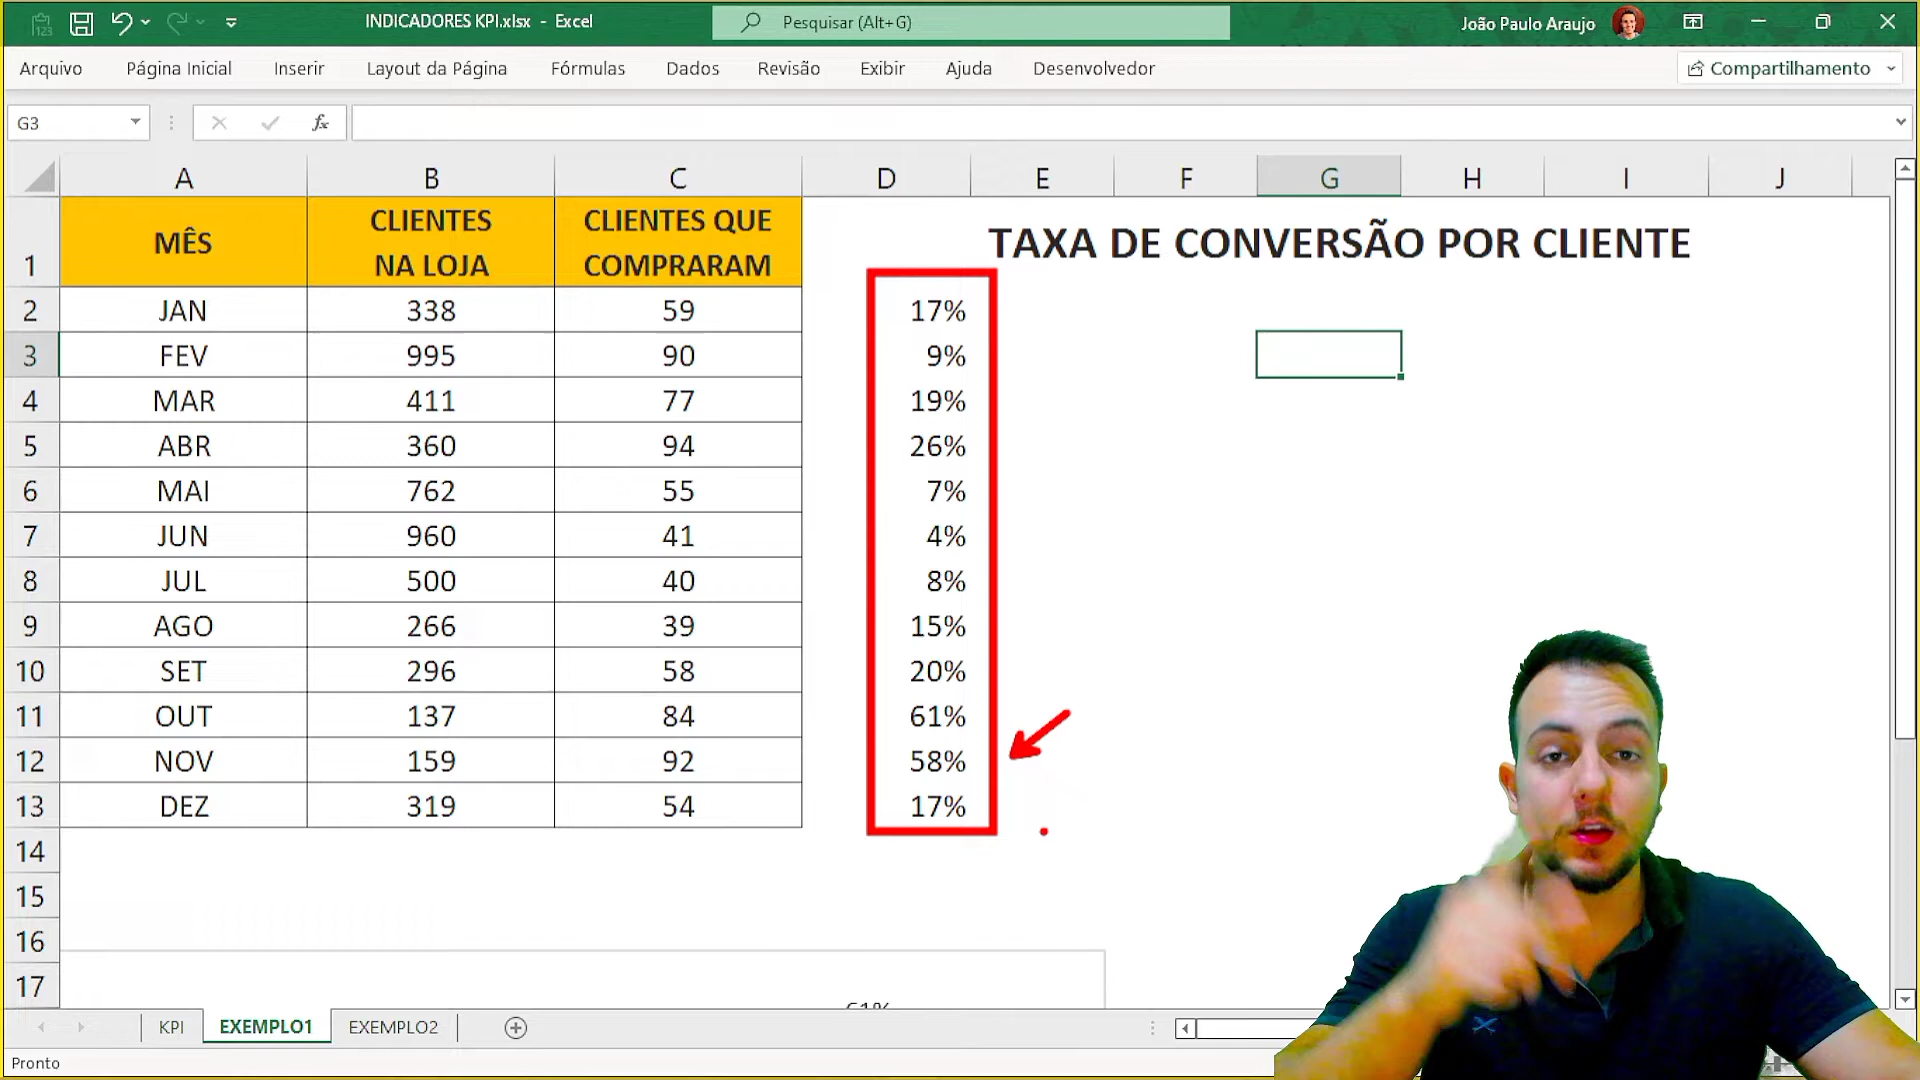 INDICADORES KPI.xlsx - Excel
Pesquisar (Alt+G)
João Paulo Araujo
Arquivo Página Inicial Inserir Layout da Página Fórmulas Dados Revisão Exibir Ajuda Desenvolvedor Compartilhamento
G3 fx
A B C D E F G H I J
1 MÊS CLIENTES NA LOJA CLIENTES QUE COMPRARAM TAXA DE CONVERSÃO POR CLIENTE
2 JAN 338 59 17%
3 FEV 995 90 9%
4 MAR 411 77 19%
5 ABR 360 94 26%
6 MAI 762 55 7%
7 JUN 960 41 4%
8 JUL 500 40 8%
9 AGO 266 39 15%
10 SET 296 58 20%
11 OUT 137 84 61%
12 NOV 159 92 58%
13 DEZ 319 54 17%
14
15
16
17
61%
KPI EXEMPLO1 EXEMPLO2
Pronto